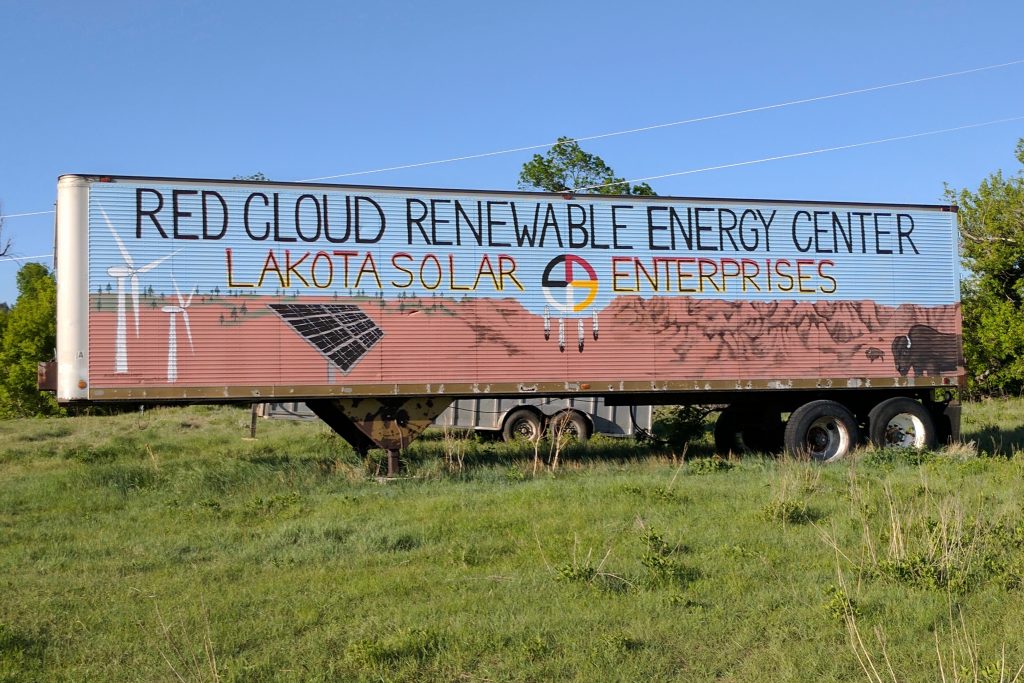 RED CLOUD RENEWABLE ENERGY CENTER
LAKOTA SOLAR ENTERPRISES
A